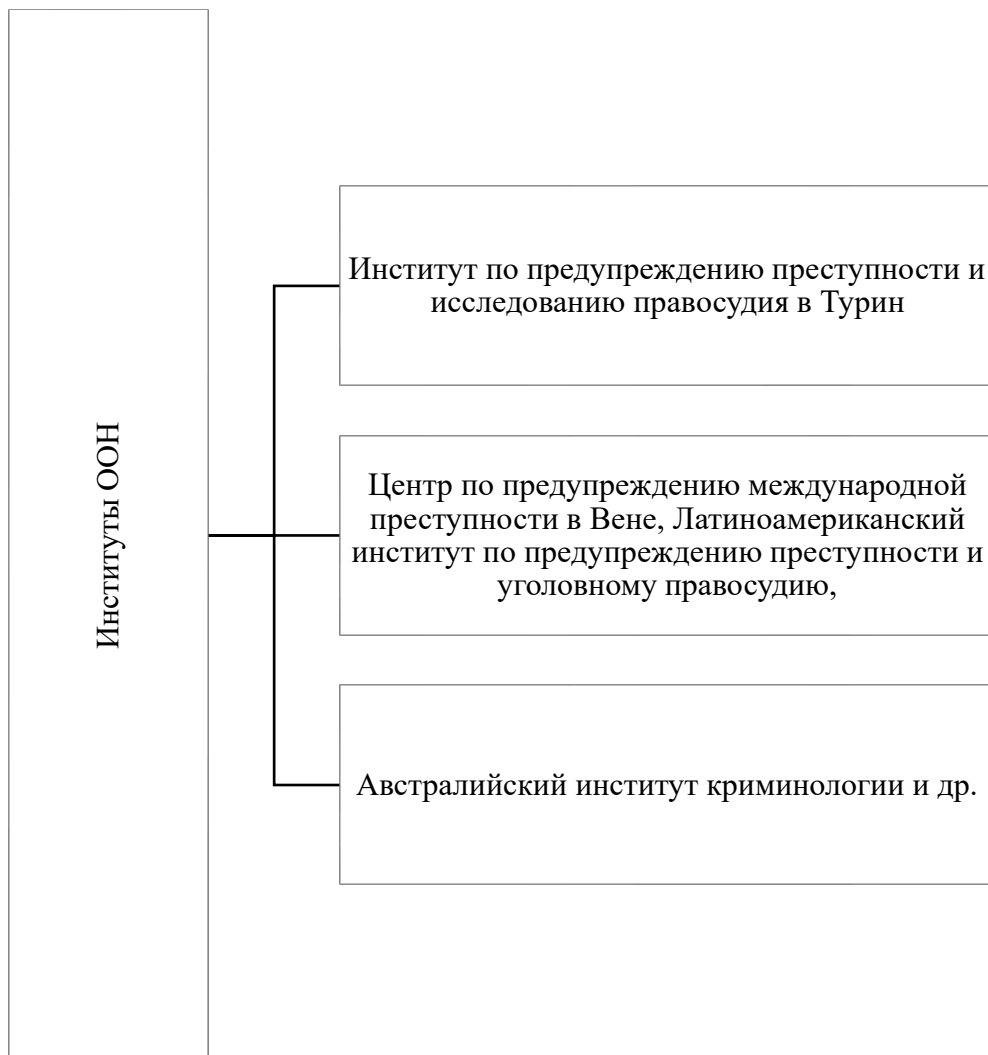 Институты ООН
Институт по предупреждению преступности и
исследованию правосудия в Турин
Центр по предупреждению международной
преступности в Вене, Латиноамериканский
институт по предупреждению преступности и
уголовному правосудию,
Австралийский институт криминологии и др.